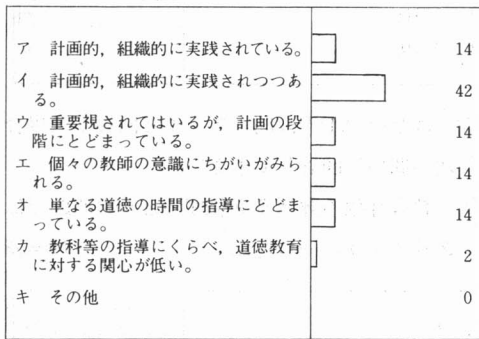 ア 計画的，組織的に実践されている。 14
イ 計画的，組織的に実践されつつあ
る。 42
ウ 重要視されてはいるが，計画の段
階にとどまっている。 14
エ 個々の教師の意識にちがいがみら
れる。 14
オ 単なる道徳の時間の指導にとどま
っている。 14
カ 教科等の指導にくらべ，道徳教育
に対する関心が低い。 2
キ その他 0